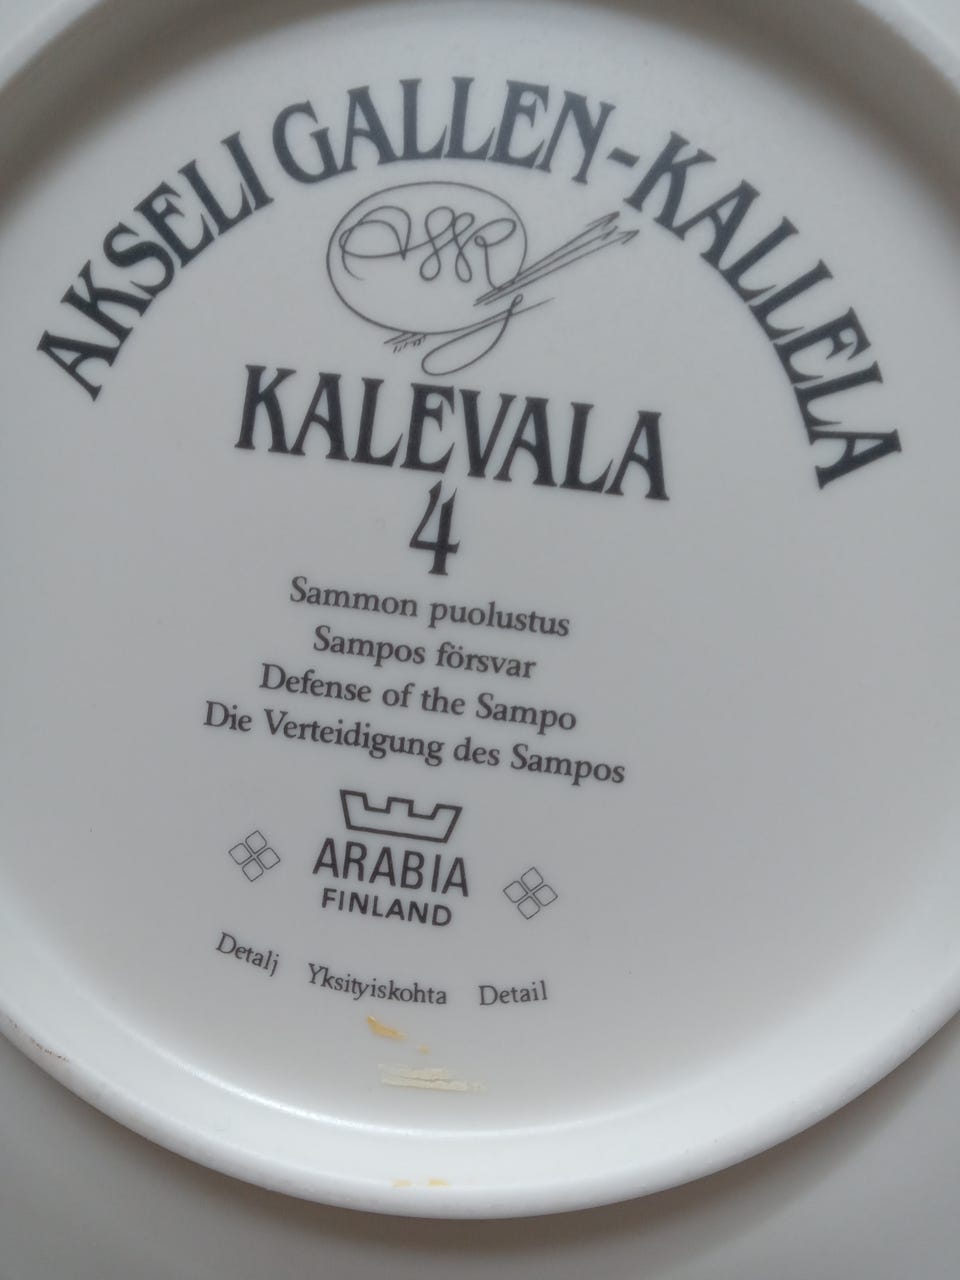 AKSELI GALLEN-KALLELA
KALEVALA
4
Sammon puolustus
Sampos försvar
Defense of the Sampo
Die Verteidigung des Sampos
ARABIA
FINLAND
Detalj Yksityiskohta Detail